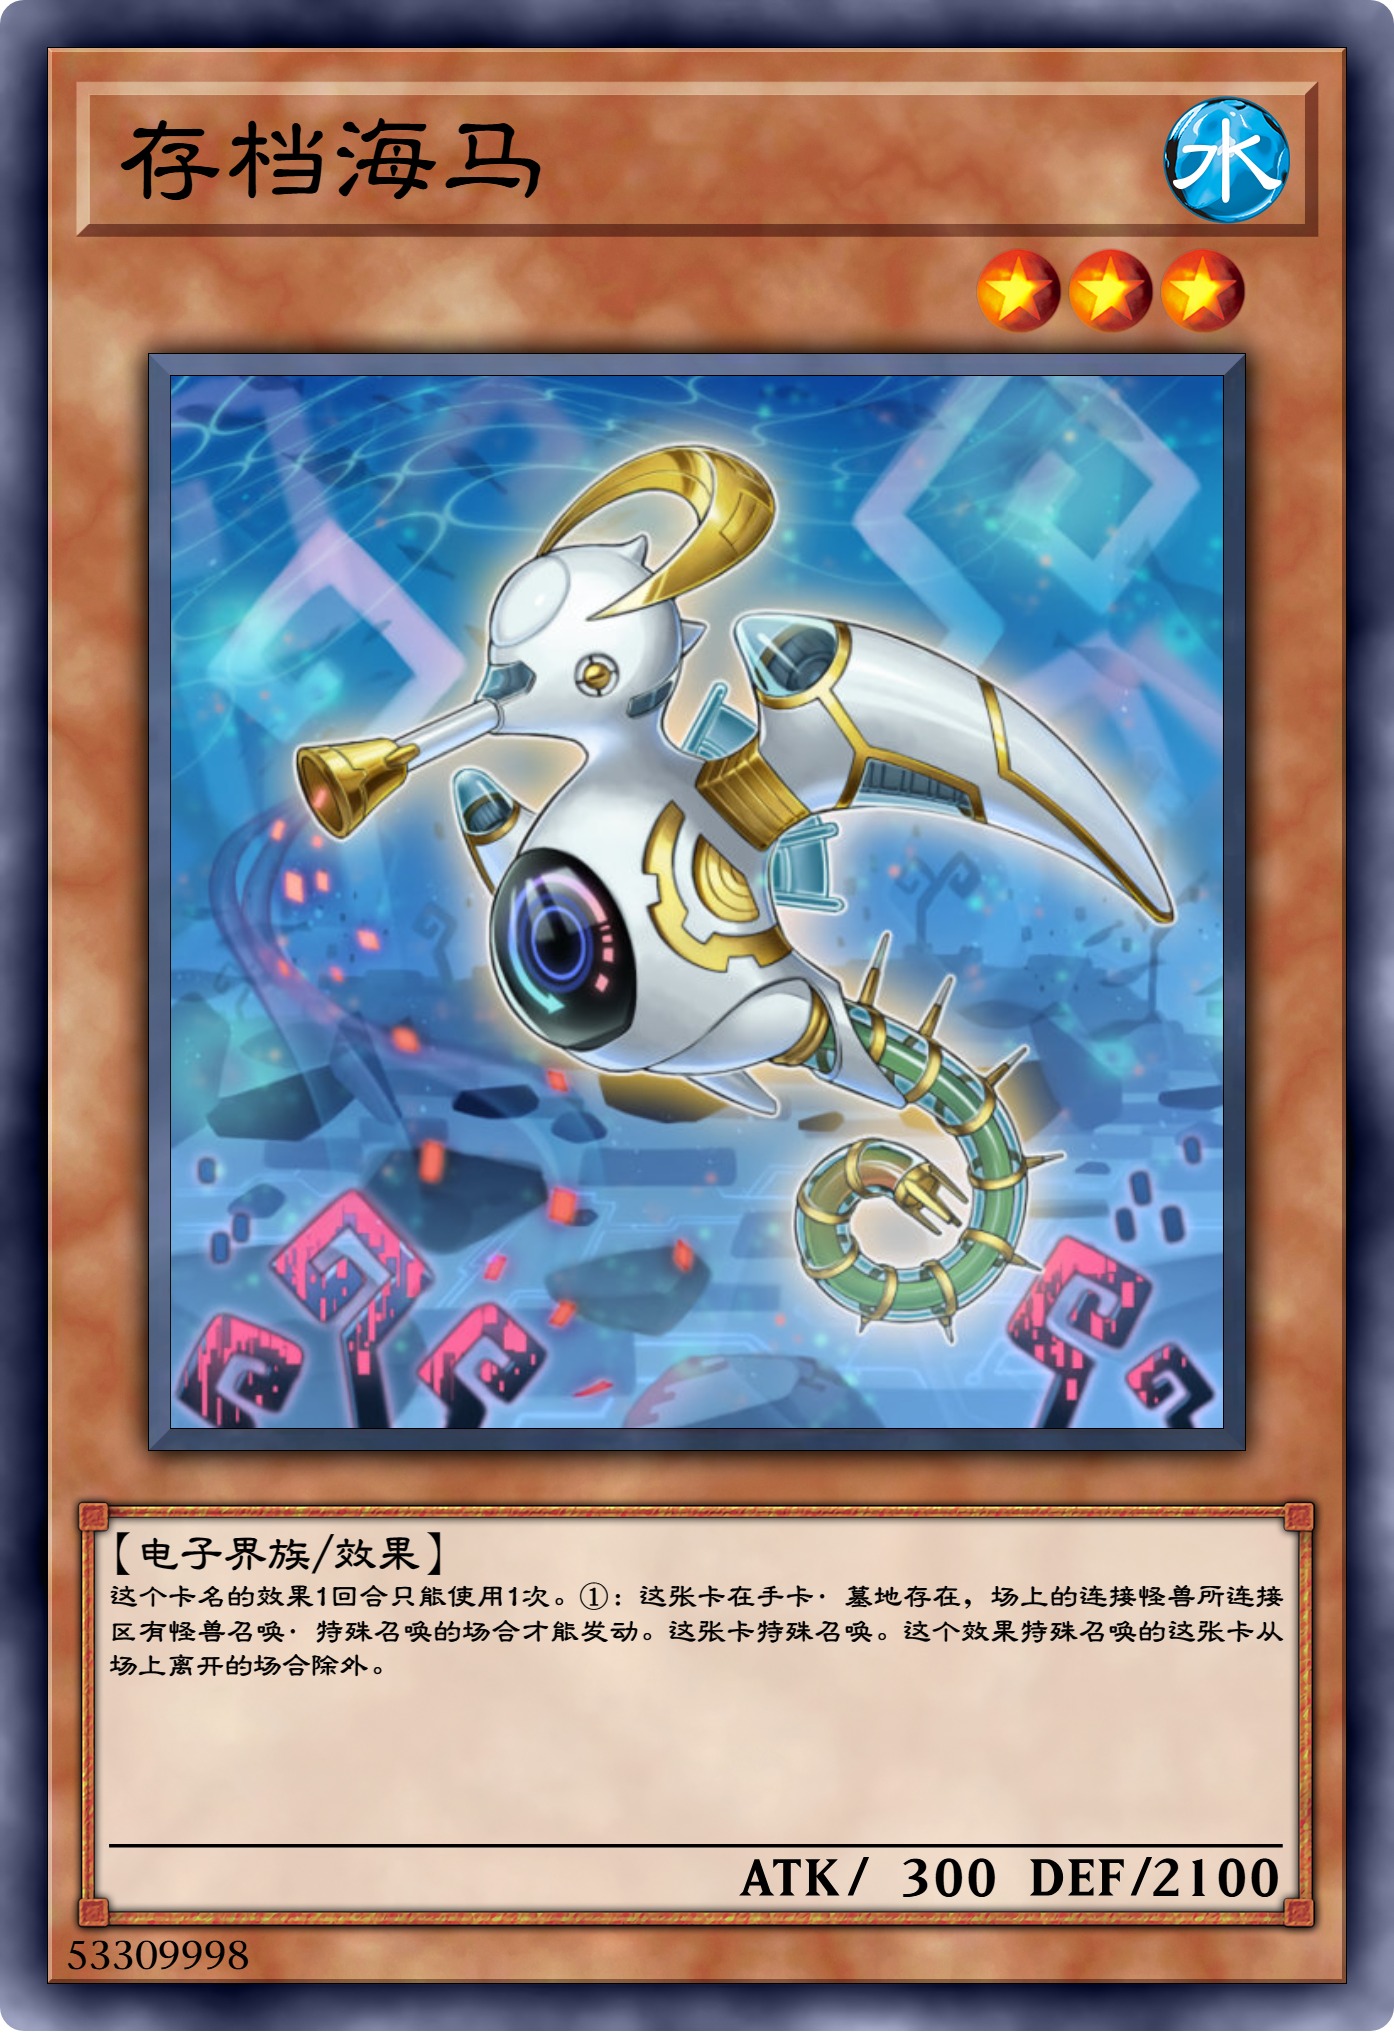 存档海马
水
【电子界族/效果】
这个卡名的效果1回合只能使用1次。①：这张卡在手卡·墓地存在，场上的连接怪兽所连接
区有怪兽召唤·特殊召唤的场合才能发动。这张卡特殊召唤。这个效果特殊召唤的这张卡从
场上离开的场合除外。
ATK/ 300 DEF/2100
53309998